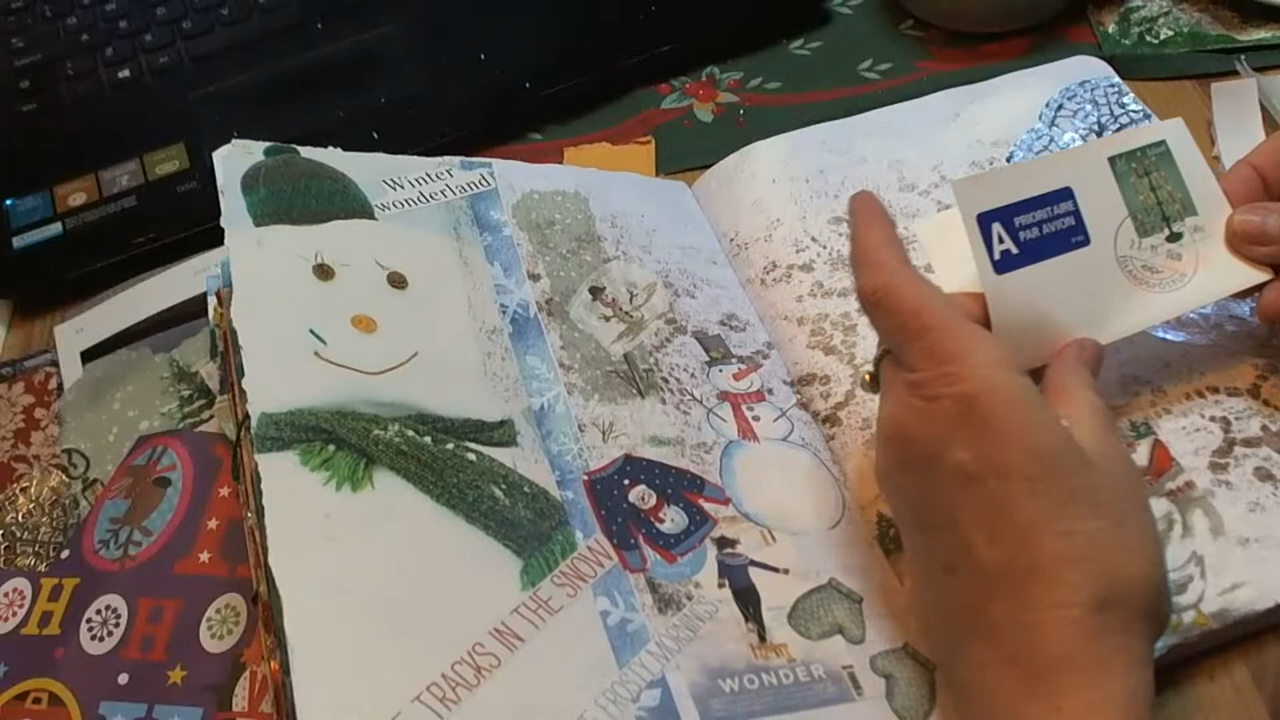 Winter
wonderland
A PRIORITAIRE
PAR AVION
TRACKS IN THE SNOW
FROSTY MORNINGS
WONDER
H H